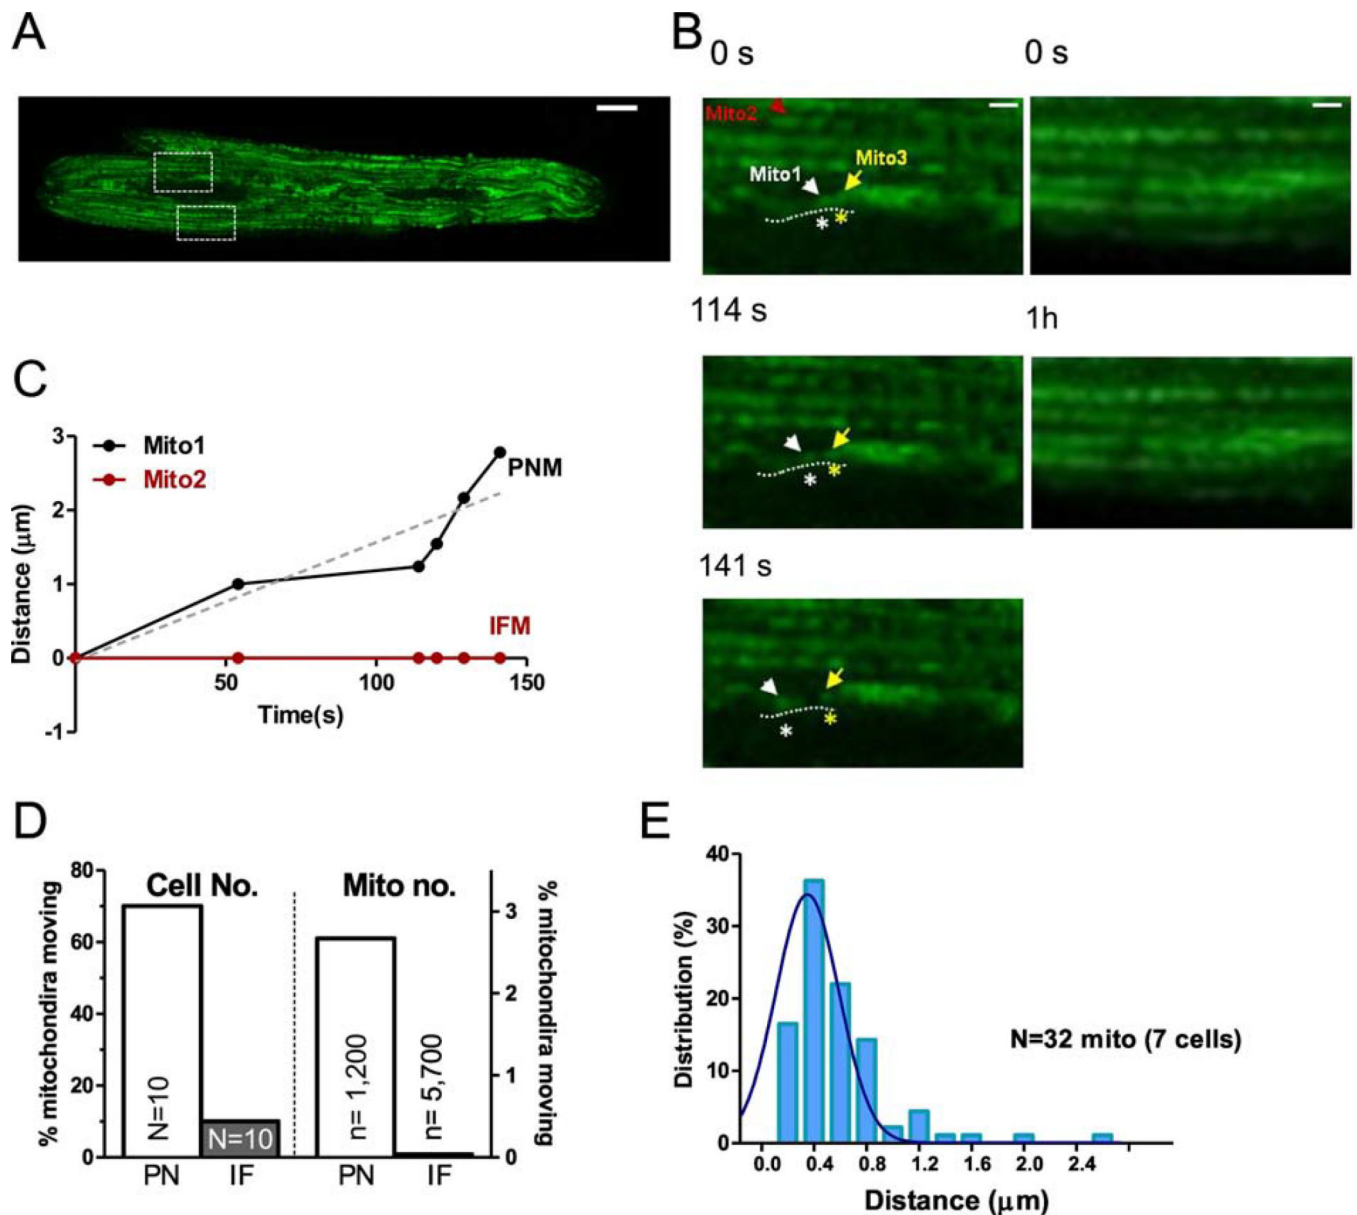 A
B
0 s
0 s
Mito2
Mito1
Mito3
*
*
114 s
1h
*
*
141 s
*
*
C
3
2
1
0
-1
Distance (μm)
Mito1
Mito2
PNM
IFM
50
100
150
Time(s)
D
% mitochondira moving
80
60
40
20
0
Cell No.
Mito no.
N=10
N=10
n= 1,200
n= 5,700
PN
IF
PN
IF
3
2
1
0
% mitochondira moving
E
Distribution (%)
40
30
20
10
0
N=32 mito (7 cells)
0.0 0.4 0.8 1.2 1.6 2.0 2.4
Distance (μm)